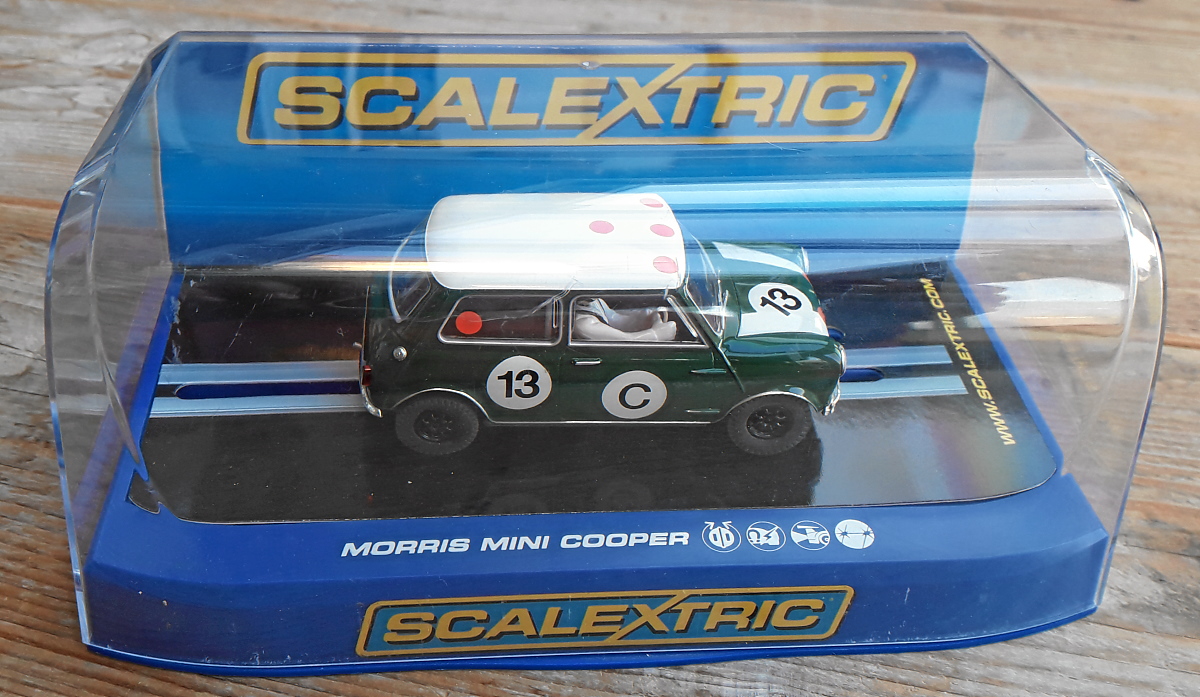 SCALEXTRIC
13
13
C
WWW.SCALEXTRIC.COM
MORRIS MINI COOPER
SCALEXTRIC